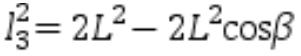 l₃² = 2L² − 2L²cosβ